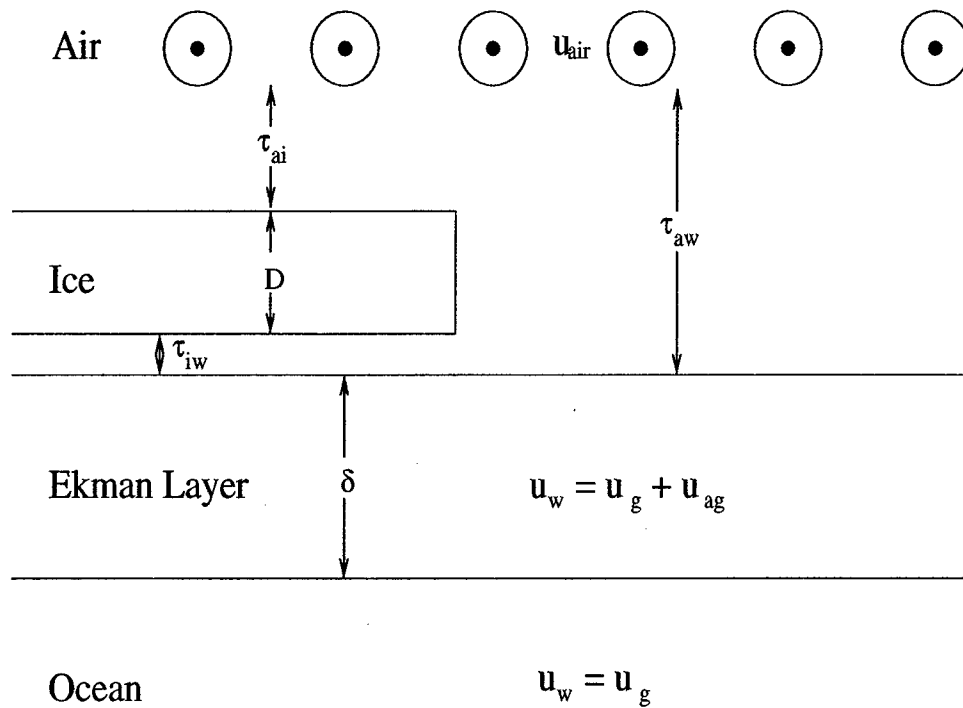 Air
u_air
τ_ai
τ_aw
Ice
D
τ_iw
Ekman Layer
δ
u_w = u_g + u_ag
Ocean
u_w = u_g